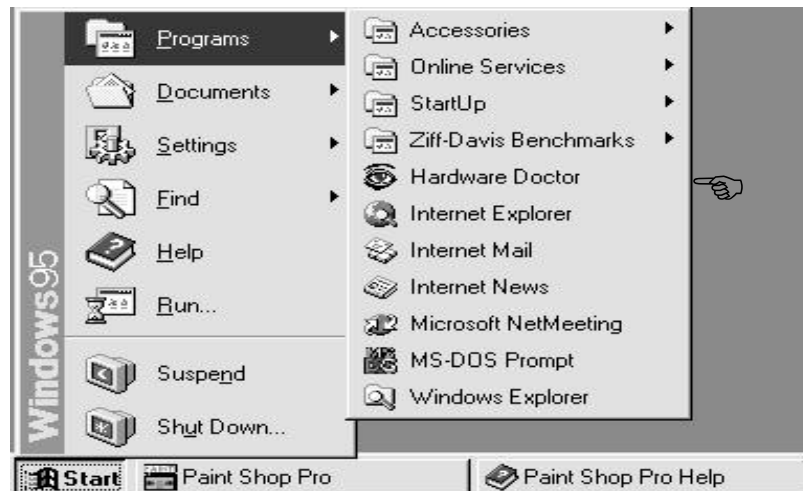 Programs
Documents
Settings
Find
Help
Run...
Suspend
Shut Down...
Windows95
Accessories
Online Services
StartUp
Ziff-Davis Benchmarks
Hardware Doctor
Internet Explorer
Internet Mail
Internet News
Microsoft NetMeeting
MS-DOS Prompt
Windows Explorer
Start
Paint Shop Pro
Paint Shop Pro Help